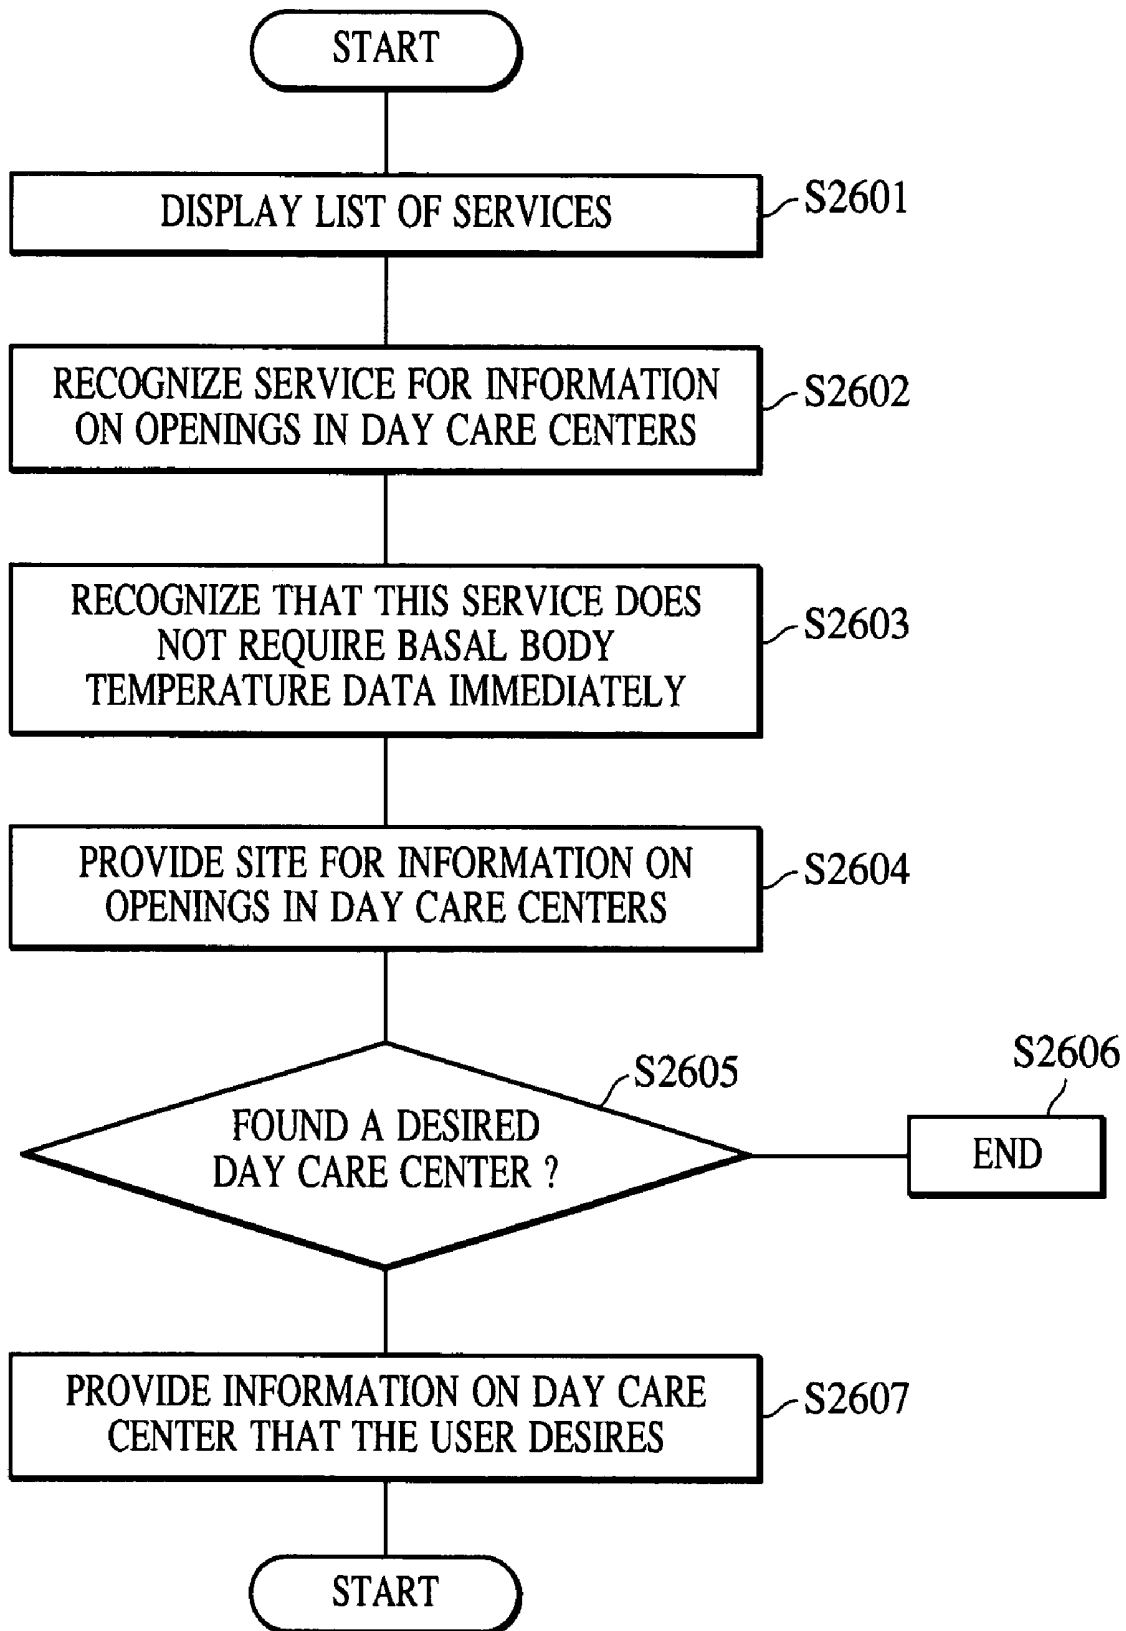 START
DISPLAY LIST OF SERVICES
S2601
RECOGNIZE SERVICE FOR INFORMATION
ON OPENINGS IN DAY CARE CENTERS
S2602
RECOGNIZE THAT THIS SERVICE DOES
NOT REQUIRE BASAL BODY
TEMPERATURE DATA IMMEDIATELY
S2603
PROVIDE SITE FOR INFORMATION ON
OPENINGS IN DAY CARE CENTERS
S2604
FOUND A DESIRED
DAY CARE CENTER ?
S2605
S2606
END
PROVIDE INFORMATION ON DAY CARE
CENTER THAT THE USER DESIRES
S2607
START